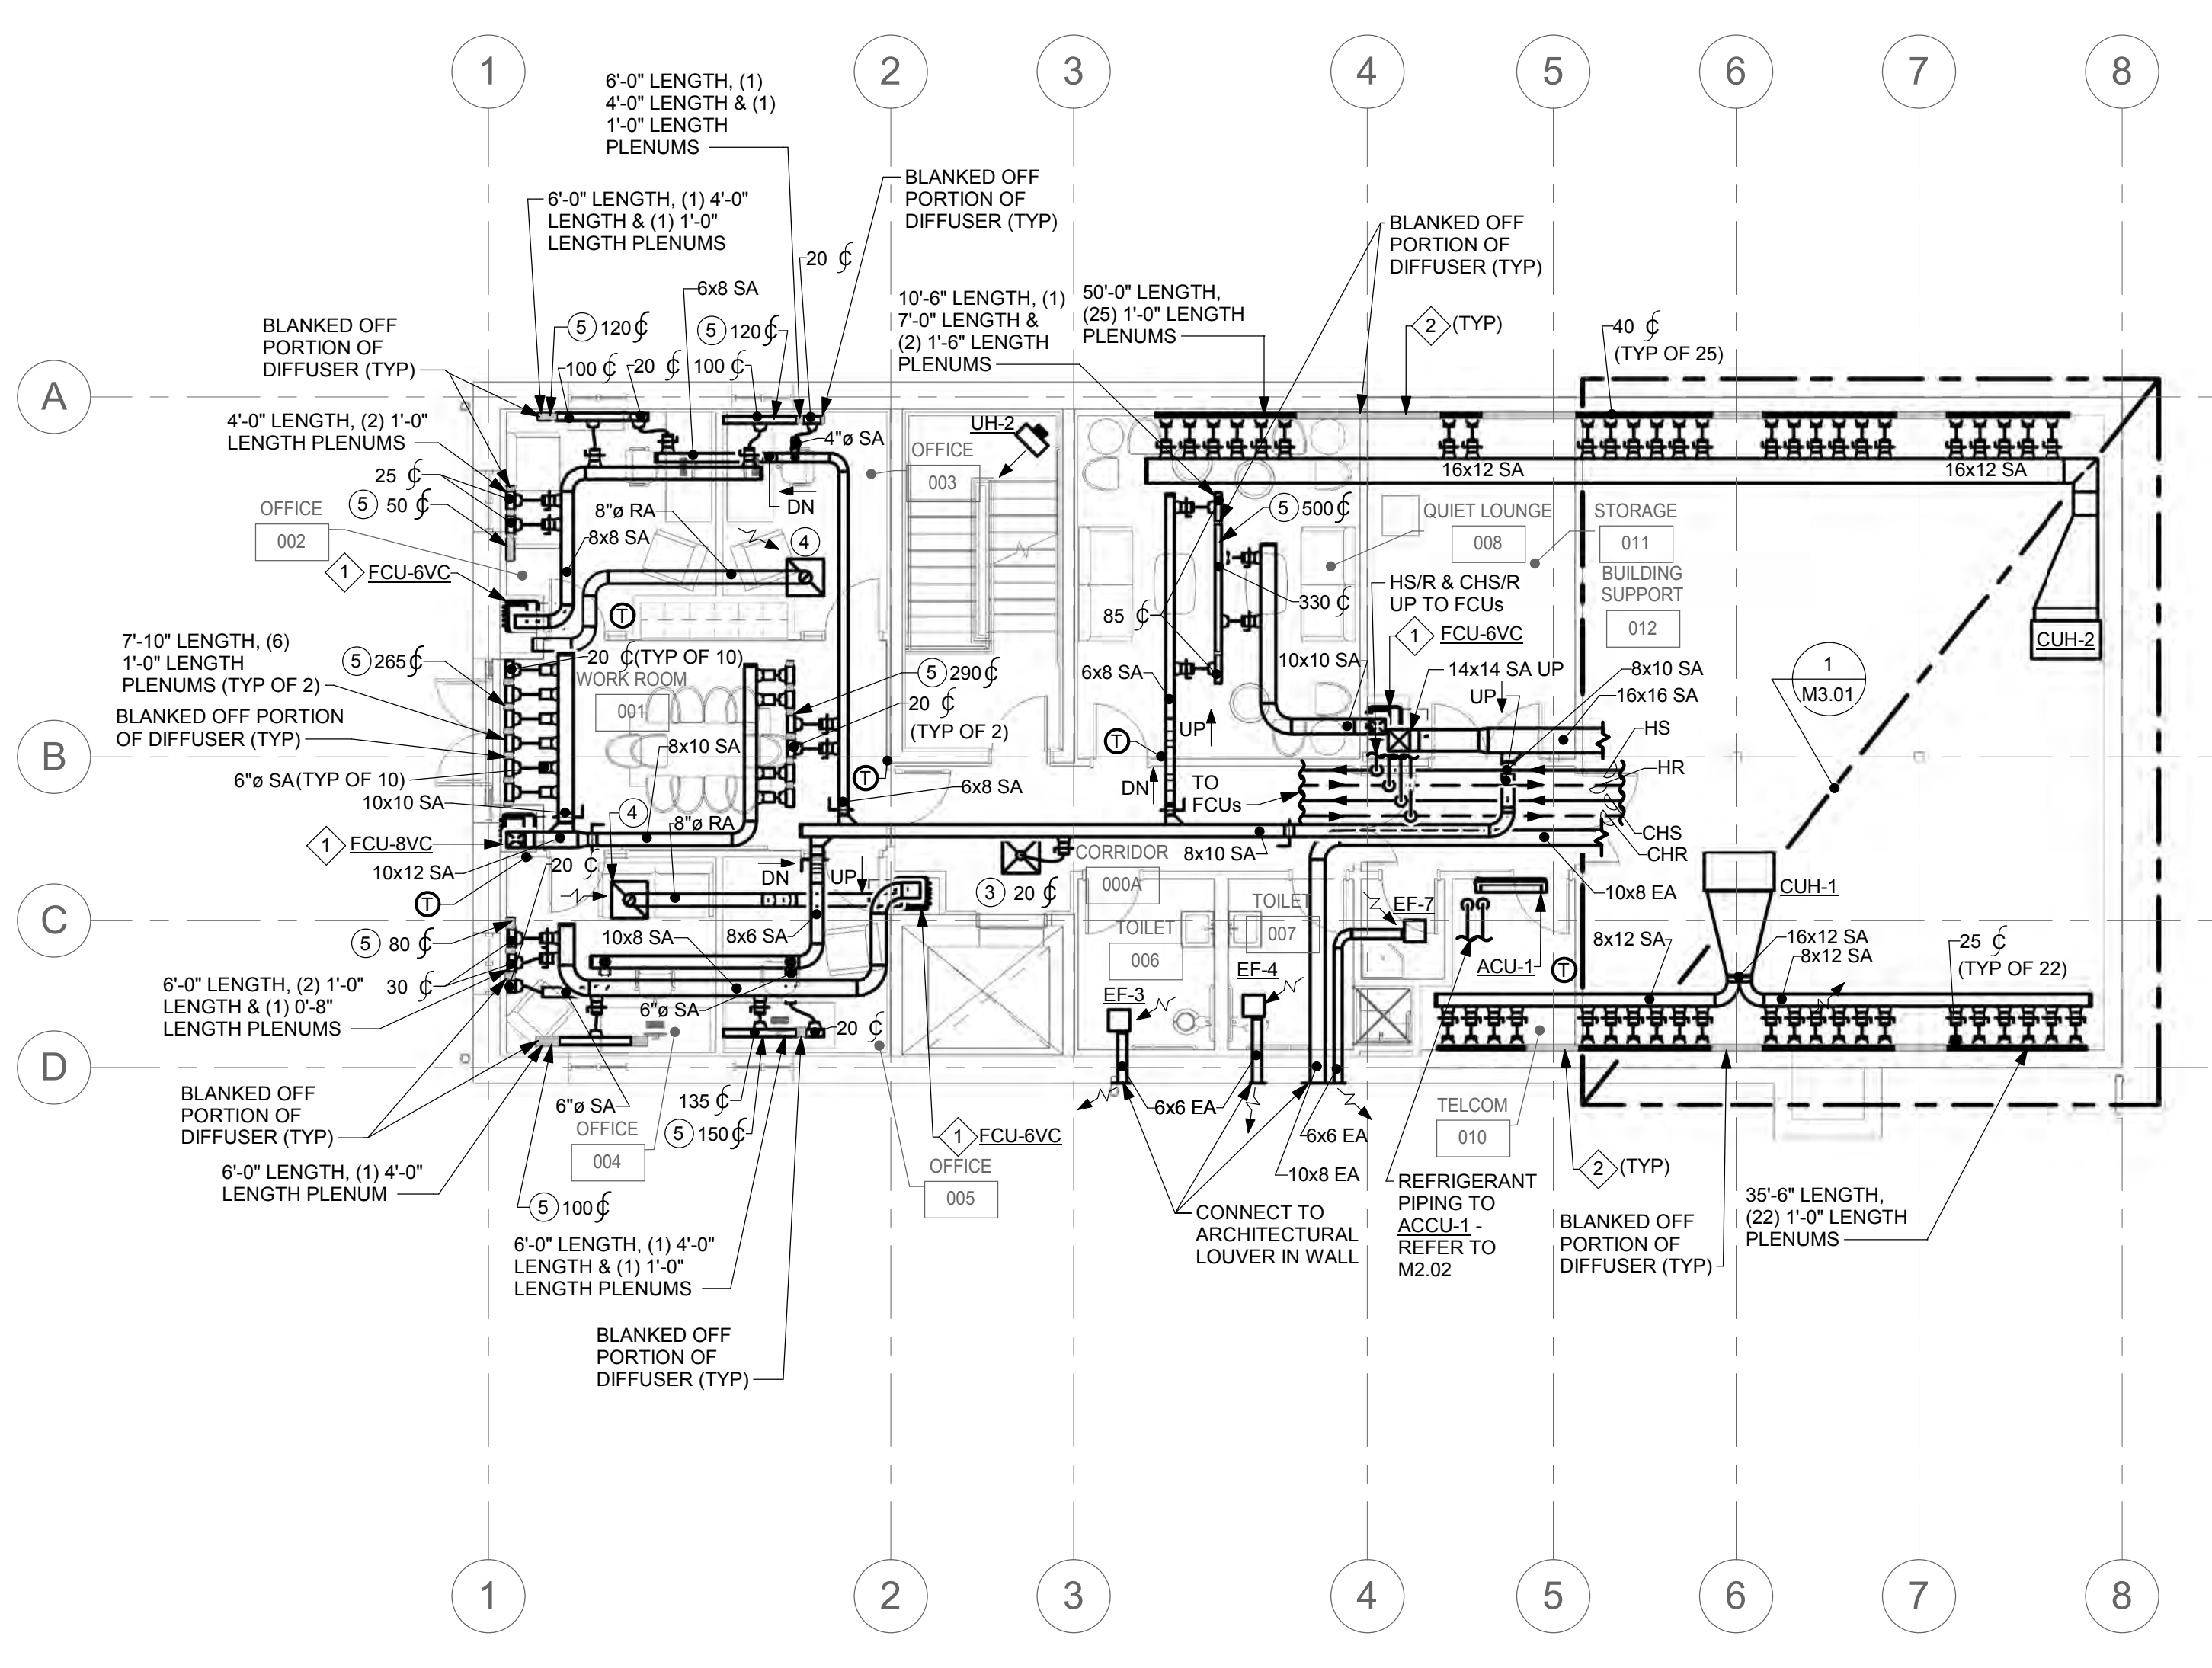 1
2
3
4
5
6
7
8
6'-0" LENGTH, (1)
4'-0" LENGTH & (1)
1'-0" LENGTH
PLENUMS
6'-0" LENGTH, (1) 4'-0"
LENGTH & (1) 1'-0"
LENGTH PLENUMS
BLANKED OFF
PORTION OF
DIFFUSER (TYP)
20
6x8 SA
BLANKED OFF
PORTION OF
DIFFUSER (TYP)
10'-6" LENGTH, (1)
7'-0" LENGTH &
(2) 1'-6" LENGTH
PLENUMS
50'-0" LENGTH,
(25) 1'-0" LENGTH
PLENUMS
2 (TYP)
40
(TYP OF 25)
BLANKED OFF
PORTION OF
DIFFUSER (TYP)
5 120
5 120
100
20
100
A
4'-0" LENGTH, (2) 1'-0"
LENGTH PLENUMS
25
5 50
OFFICE
002
1 FCU-6VC
4"ø SA
OFFICE
003
UH-2
DN
8"ø RA
8x8 SA
4
T
16x12 SA
16x12 SA
5 500
QUIET LOUNGE
008
STORAGE
011
BUILDING
SUPPORT
012
HS/R & CHS/R
UP TO FCUs
330
85
1 FCU-6VC
CUH-2
7'-10" LENGTH, (6)
1'-0" LENGTH
PLENUMS (TYP OF 2)
5 265
20 (TYP OF 10)
WORK ROOM
001
5 290
20
(TYP OF 2)
6x8 SA
10x10 SA
14x14 SA UP
UP
8x10 SA
16x16 SA
1
M3.01
BLANKED OFF PORTION
OF DIFFUSER (TYP)
8x10 SA
UP
T
HS
HR
B
6"ø SA(TYP OF 10)
T
6x8 SA
DN
TO
FCUs
10x10 SA
4
8"ø RA
CHS
CHR
1 FCU-8VC
10x12 SA
20
DN
UP
CORRIDOR
000A
8x10 SA
10x8 EA
CUH-1
T
3 20
TOILET
007
EF-7
C
5 80
10x8 SA
8x6 SA
TOILET
006
EF-4
ACU-1
T
8x12 SA
16x12 SA
8x12 SA
25
(TYP OF 22)
6'-0" LENGTH, (2) 1'-0"
LENGTH & (1) 0'-8"
LENGTH PLENUMS
30
6"ø SA
20
EF-3
D
BLANKED OFF
PORTION OF
DIFFUSER (TYP)
6"ø SA
135
5 150
OFFICE
004
6x6 EA
6x6 EA
10x8 EA
TELCOM
010
1 FCU-6VC
OFFICE
005
6'-0" LENGTH, (1) 4'-0"
LENGTH PLENUM
5 100
2 (TYP)
REFRIGERANT
PIPING TO
ACCU-1 -
REFER TO
M2.02
CONNECT TO
ARCHITECTURAL
LOUVER IN WALL
35'-6" LENGTH,
(22) 1'-0" LENGTH
PLENUMS
BLANKED OFF
PORTION OF
DIFFUSER (TYP)
6'-0" LENGTH, (1) 4'-0"
LENGTH & (1) 1'-0"
LENGTH PLENUMS
BLANKED OFF
PORTION OF
DIFFUSER (TYP)
1
2
3
4
5
6
7
8